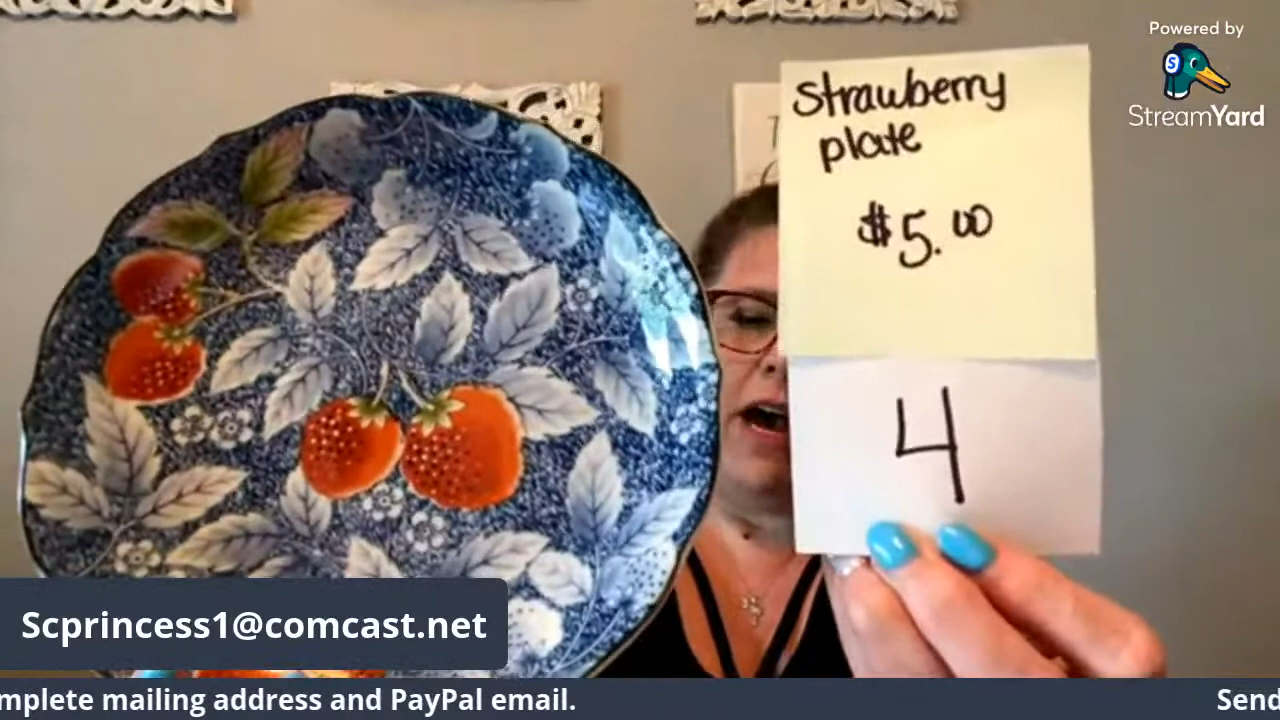 Powered by
StreamYard
strawberry
plate
$5.00
4
Scprincess1@comcast.net
mplete mailing address and PayPal email.
Send